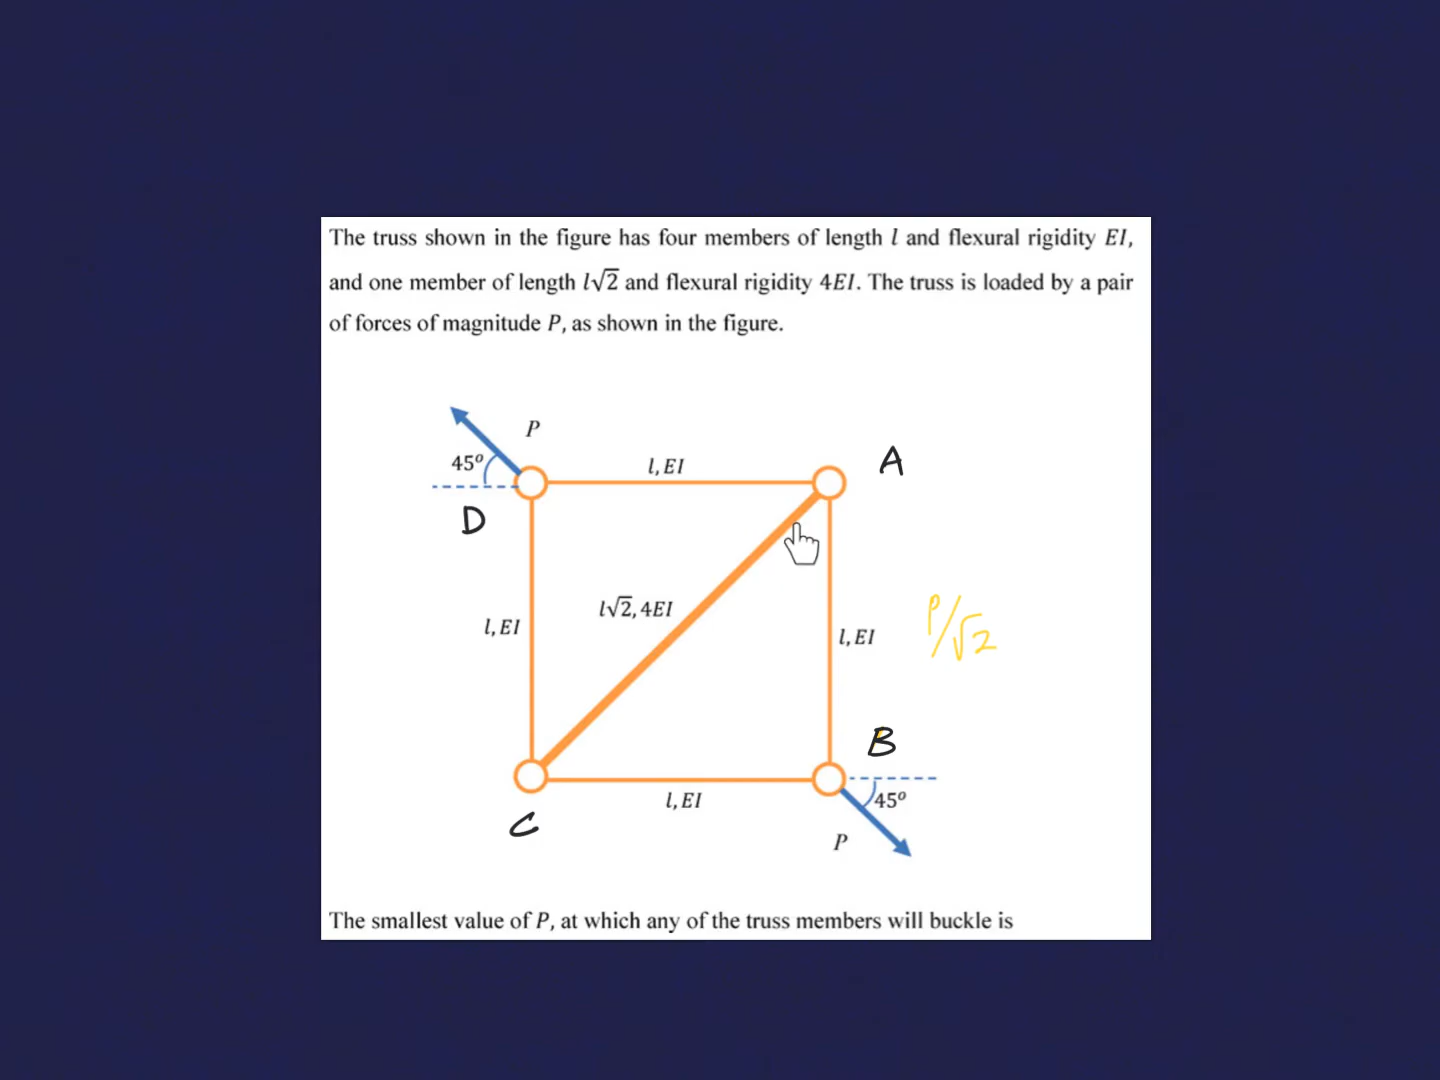 The truss shown in the figure has four members of length l and flexural rigidity EI,
and one member of length l√2 and flexural rigidity 4EI. The truss is loaded by a pair
of forces of magnitude P, as shown in the figure.
P
45°
l, EI
A
D
l√2, 4EI
l, EI
l, EI
P/√2
B
l, EI
45°
C
P
The smallest value of P, at which any of the truss members will buckle is